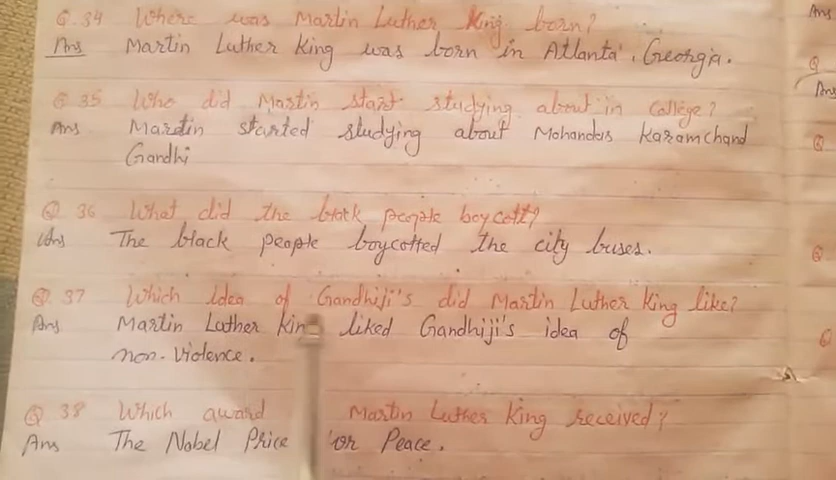 Q.34 Where was Martin Luther King born?
Ans Martin Luther King was born in Atlanta, Georgia.
Q 35 Who did Mastin start studying about in College?
Ans Martin started studying about Mohandas Karamchand
Gandhi
Q 36 What did the black people boycott?
Ans The black people boycotted the city buses.
Q.37 Which idea of Gandhiji's did Martin Luther King like?
Ans Martin Luther king liked Gandhiji's idea of
non-violence.
Q 38 Which award Martin Luther King received?
Ans The Nobel Price Peace.
Ans
Q
Ans
Q
Q
Q